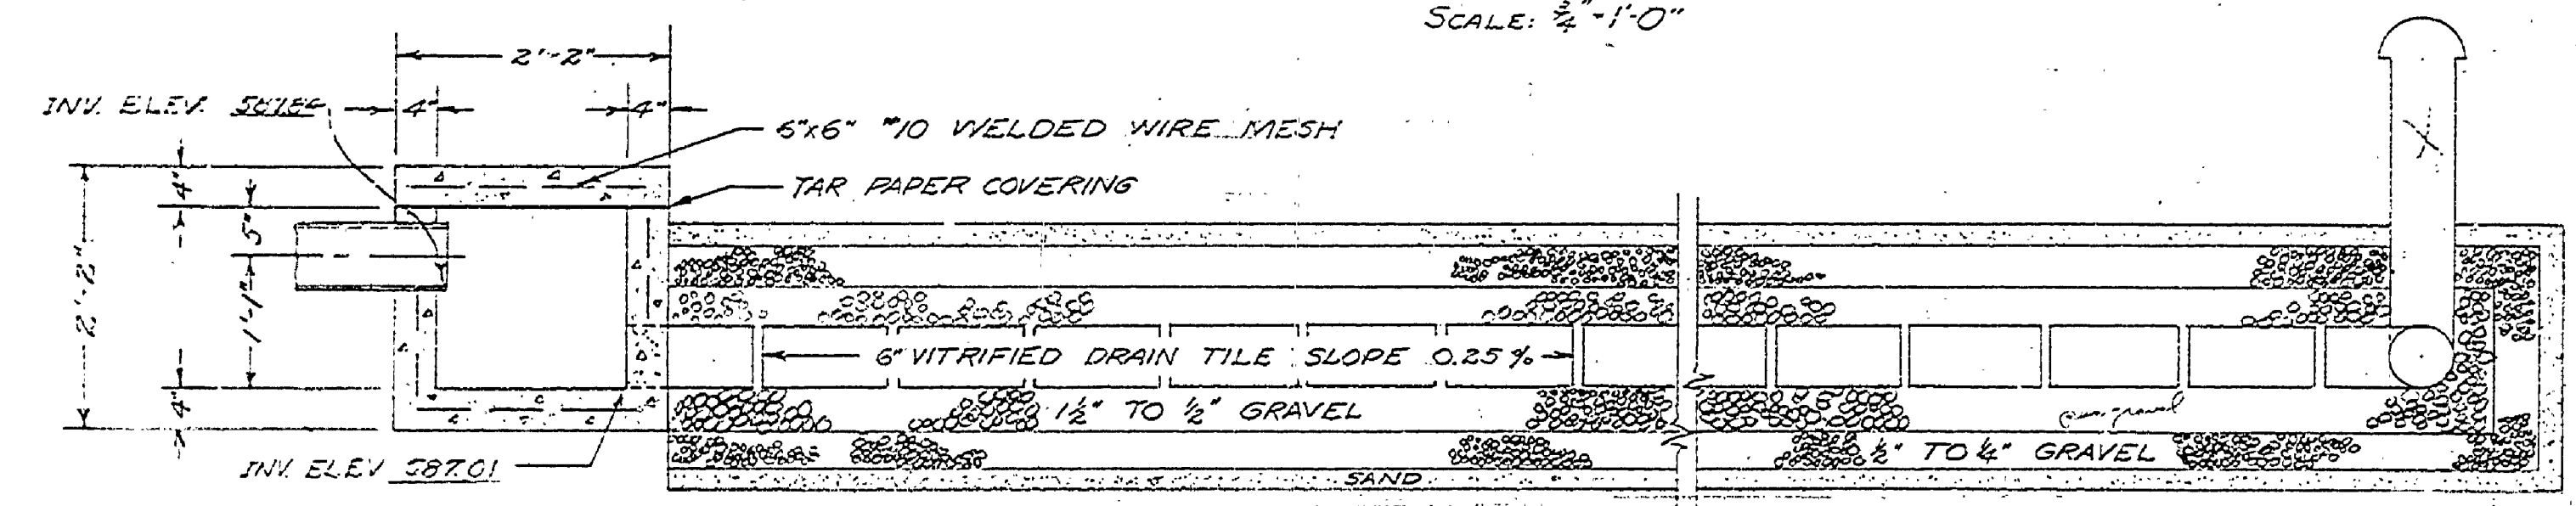 SCALE: 3/4"-1'-0"
2'-2"
INV. ELEV.
4"
4"
6"x6" #10 WELDED WIRE MESH
TAR PAPER COVERING
4"
5"
1'-1"
2'-2"
4"
X
6" VITRIFIED DRAIN TILE SLOPE 0.25%
1½" TO ½" GRAVEL
gravel
½" TO ¼" GRAVEL
INV. ELEV 587.01
SAND